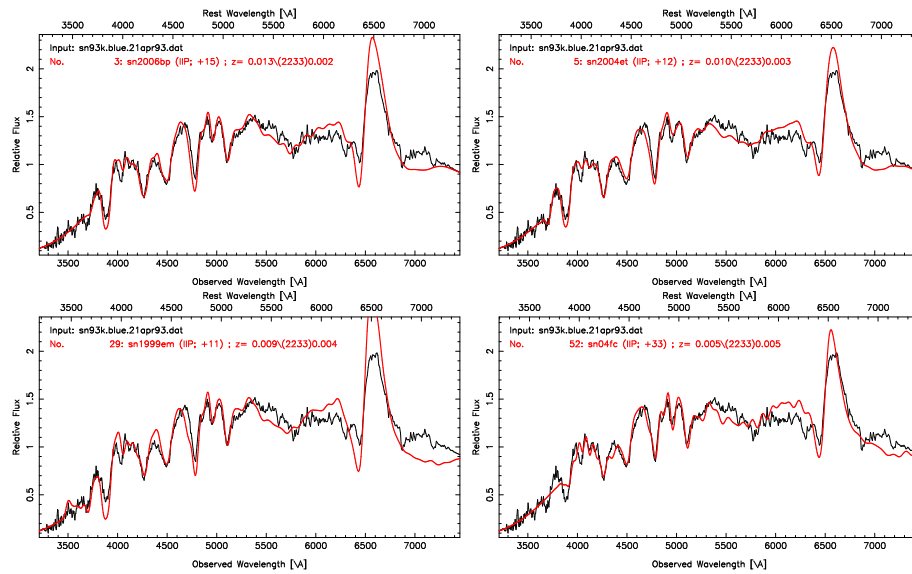 Rest Wavelength [\A]
3500 4000 4500 5000 5500 6000 6500 7000
Input: sn93k.blue.21apr93.dat
No. 3: sn2006bp (IIP; +15) ; z= 0.013\(2233)0.002
Relative Flux
0.5 1 1.5 2
3500 4000 4500 5000 5500 6000 6500 7000
Observed Wavelength [\A]
Rest Wavelength [\A]
3500 4000 4500 5000 5500 6000 6500 7000
Input: sn93k.blue.21apr93.dat
No. 5: sn2004et (IIP; +12) ; z= 0.010\(2233)0.003
Relative Flux
0.5 1 1.5 2
3500 4000 4500 5000 5500 6000 6500 7000
Observed Wavelength [\A]
Rest Wavelength [\A]
3500 4000 4500 5000 5500 6000 6500 7000
Input: sn93k.blue.21apr93.dat
No. 29: sn1999em (IIP; +11) ; z= 0.009\(2233)0.004
Relative Flux
0.5 1 1.5 2
3500 4000 4500 5000 5500 6000 6500 7000
Observed Wavelength [\A]
Rest Wavelength [\A]
3500 4000 4500 5000 5500 6000 6500 7000
Input: sn93k.blue.21apr93.dat
No. 52: sn04fc (IIP; +33) ; z= 0.005\(2233)0.005
Relative Flux
0.5 1 1.5 2
3500 4000 4500 5000 5500 6000 6500 7000
Observed Wavelength [\A]